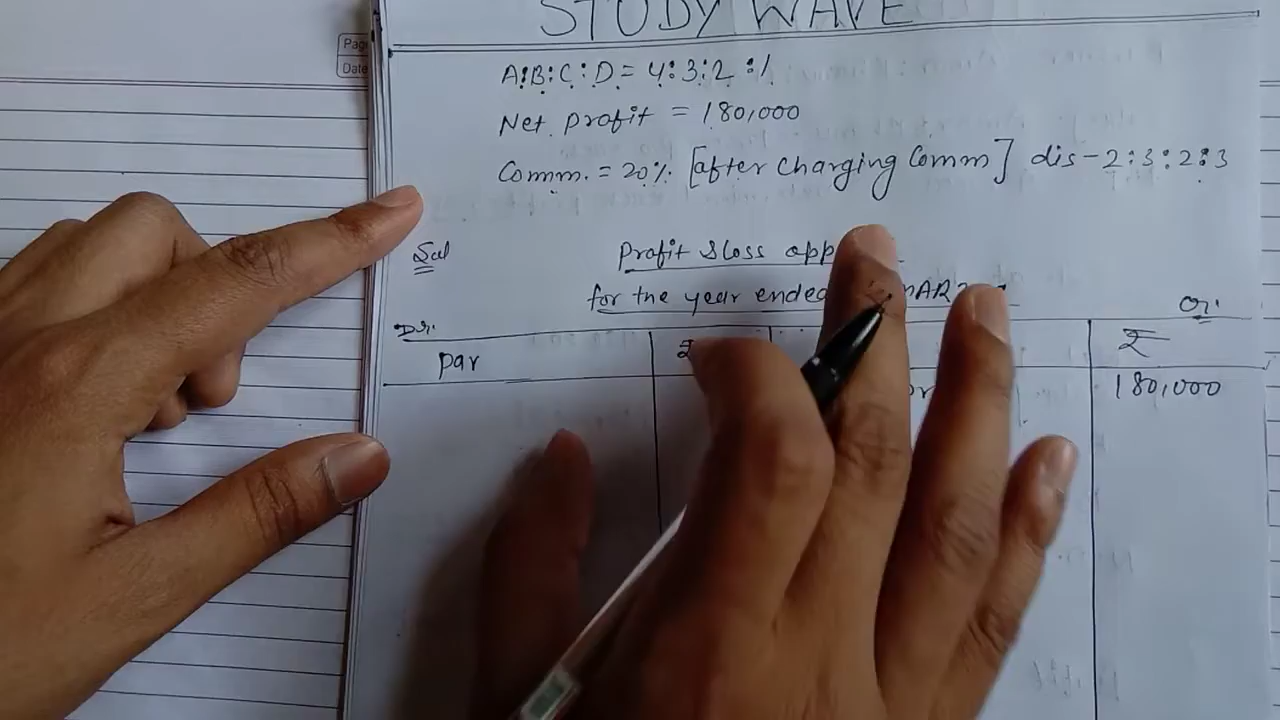 STUDY WAVE
Page
Date
A:B:C:D = 4:3:2:1
Net profit = 180,000
Comm. = 20% [after charging Comm] dis-2:3:2:3
Sol
Profit & loss app
for the year ended MAR
Dr.
Cr.
par
₹
₹
180,000